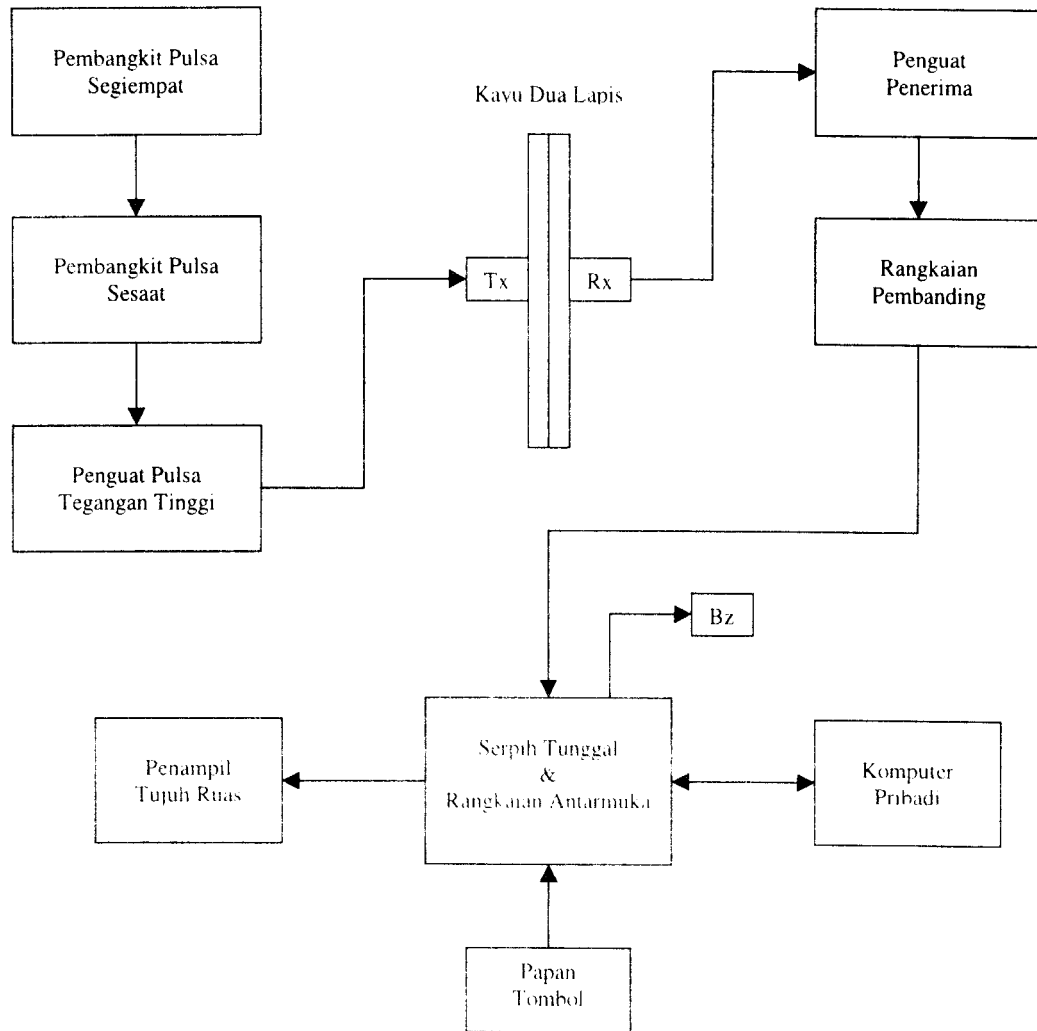 Pembangkit Pulsa
Segiempat
Kayu Dua Lapis
Penguat
Penerima
Pembangkit Pulsa
Sesaat
Tx
Rx
Rangkaian
Pembanding
Penguat Pulsa
Tegangan Tinggi
Bz
Penampil
Tujuh Ruas
Serpih Tunggal
&
Rangkaian Antarmuka
Komputer
Pribadi
Papan
Tombol